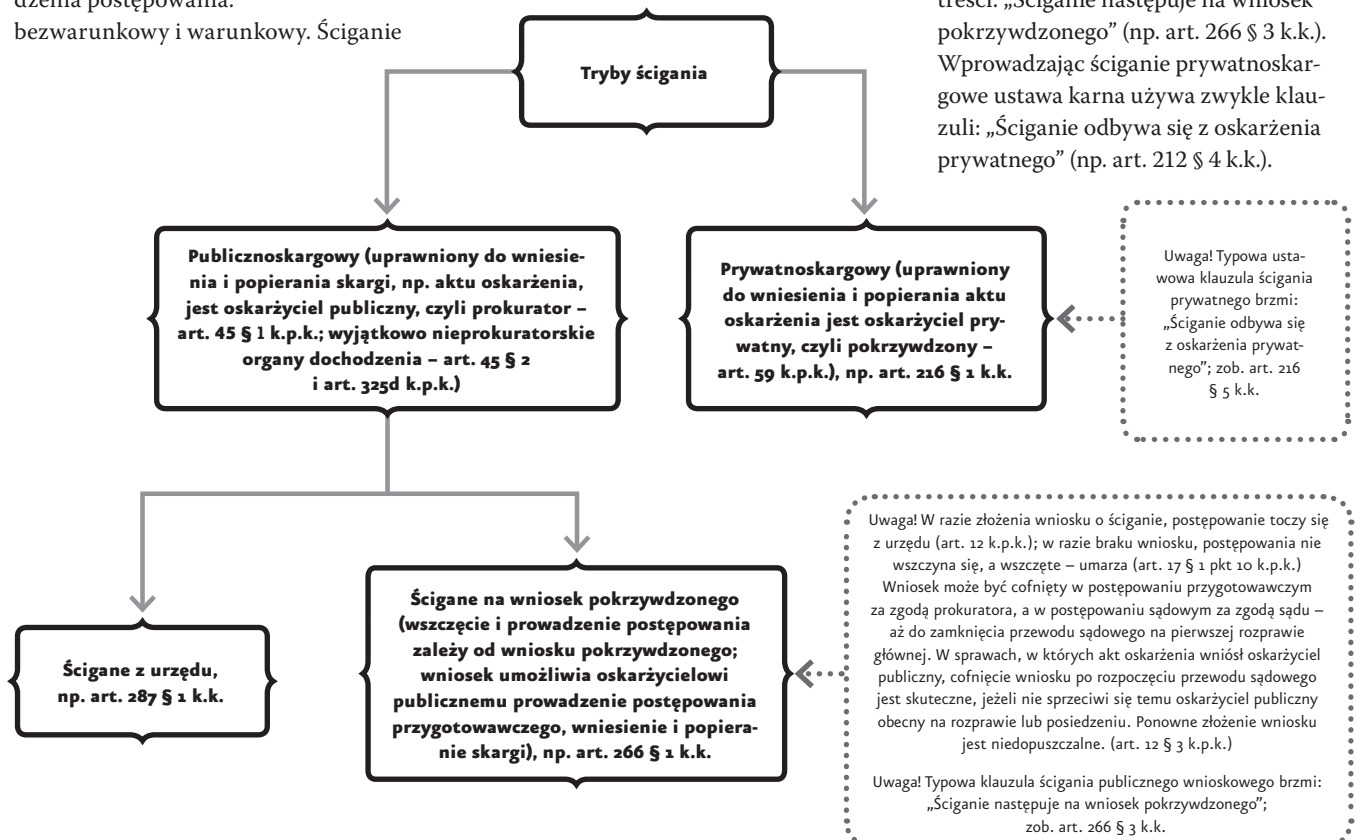 dzenia postępowania:
bezwarunkowy i warunkowy. Ściganie
treści: „Ściganie następuje na wniosek
pokrzywdzonego” (np. art. 266 § 3 k.k.).
Wprowadzając ściganie prywatnoskar-
gowe ustawa karna używa zwykle klau-
zuli: „Ściganie odbywa się z oskarżenia
prywatnego” (np. art. 212 § 4 k.k.).
Tryby ścigania
Publicznoskargowy (uprawniony do wniesie-
nia i popierania skargi, np. aktu oskarżenia,
jest oskarżyciel publiczny, czyli prokurator –
art. 45 § 1 k.p.k.; wyjątkowo nieprokuratorskie
organy dochodzenia – art. 45 § 2
i art. 325d k.p.k.)
Prywatnoskargowy (uprawniony
do wniesienia i popierania aktu
oskarżenia jest oskarżyciel pry-
watny, czyli pokrzywdzony –
art. 59 k.p.k.), np. art. 216 § 1 k.k.
Uwaga! Typowa usta-
wowa klauzula ścigania
prywatnego brzmi:
„Ściganie odbywa się
z oskarżenia prywat-
nego”; zob. art. 216
§ 5 k.k.
Ścigane z urzędu,
np. art. 287 § 1 k.k.
Ścigane na wniosek pokrzywdzonego
(wszczęcie i prowadzenie postępowania
zależy od wniosku pokrzywdzonego;
wniosek umożliwia oskarżycielowi
publicznemu prowadzenie postępowania
przygotowawczego, wniesienie i popiera-
nie skargi), np. art. 266 § 1 k.k.
Uwaga! W razie złożenia wniosku o ściganie, postępowanie toczy się
z urzędu (art. 12 k.p.k.); w razie braku wniosku, postępowania nie
wszczyna się, a wszczęte – umarza (art. 17 § 1 pkt 10 k.p.k.)
Wniosek może być cofnięty w postępowaniu przygotowawczym
za zgodą prokuratora, a w postępowaniu sądowym za zgodą sądu –
aż do zamknięcia przewodu sądowego na pierwszej rozprawie
głównej. W sprawach, w których akt oskarżenia wniósł oskarżyciel
publiczny, cofnięcie wniosku po rozpoczęciu przewodu sądowego
jest skuteczne, jeżeli nie sprzeciwi się temu oskarżyciel publiczny
obecny na rozprawie lub posiedzeniu. Ponowne złożenie wniosku
jest niedopuszczalne. (art. 12 § 3 k.p.k.)
Uwaga! Typowa klauzula ścigania publicznego wnioskowego brzmi:
„Ściganie następuje na wniosek pokrzywdzonego”;
zob. art. 266 § 3 k.k.